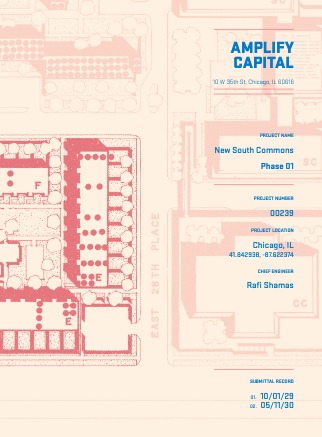 AMPLIFY
CAPITAL
10 W 35th St, Chicago, IL 60616
PROJECT NAME
New South Commons
Phase 01
PROJECT NUMBER
00239
PROJECT LOCATION
Chicago, IL
41.842938, -87.622974
CHIEF ENGINEER
Rafi Shamas
SUBMITTAL RECORD
01. 10/01/29
02. 05/11/30
EAST 28TH PLACE
F
E
E
SC
CC